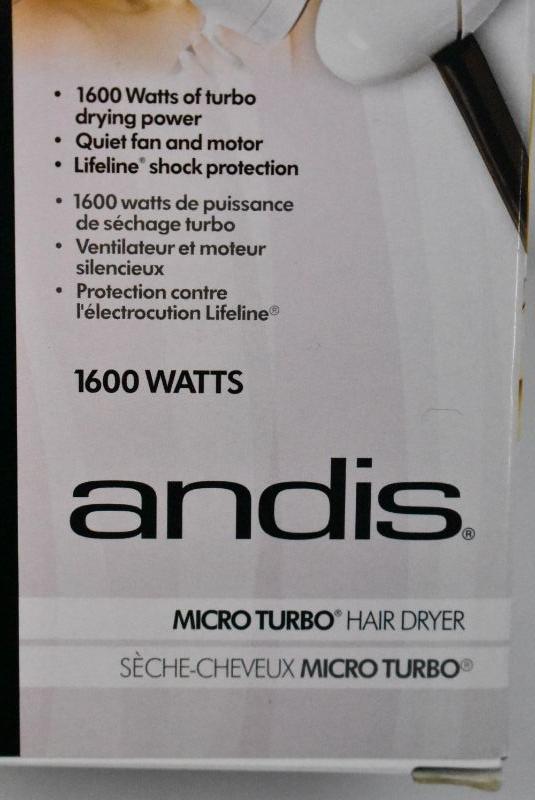 • 1600 Watts of turbo
drying power
• Quiet fan and motor
• Lifeline® shock protection
• 1600 watts de puissance
de séchage turbo
• Ventilateur et moteur
silencieux
• Protection contre
l'électrocution Lifeline®
1600 WATTS
andis®
MICRO TURBO® HAIR DRYER
SÈCHE-CHEVEUX MICRO TURBO®